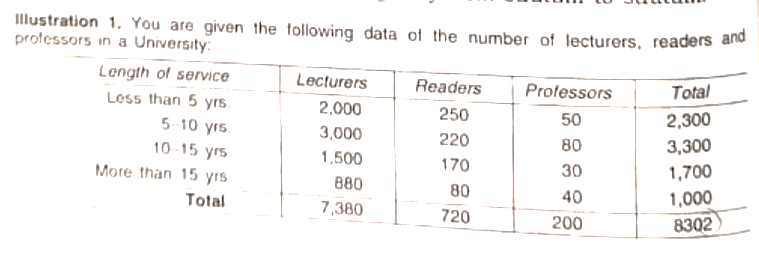 Illustration 1. You are given the following data of the number of lecturers, readers and
professors in a University:
Length of service Lecturers Readers Professors Total
Less than 5 yrs. 2,000 250 50 2,300
5-10 yrs 3,000 220 80 3,300
10-15 yrs 1,500 170 30 1,700
More than 15 yrs 880 80 40 1,000
Total 7,380 720 200 8302